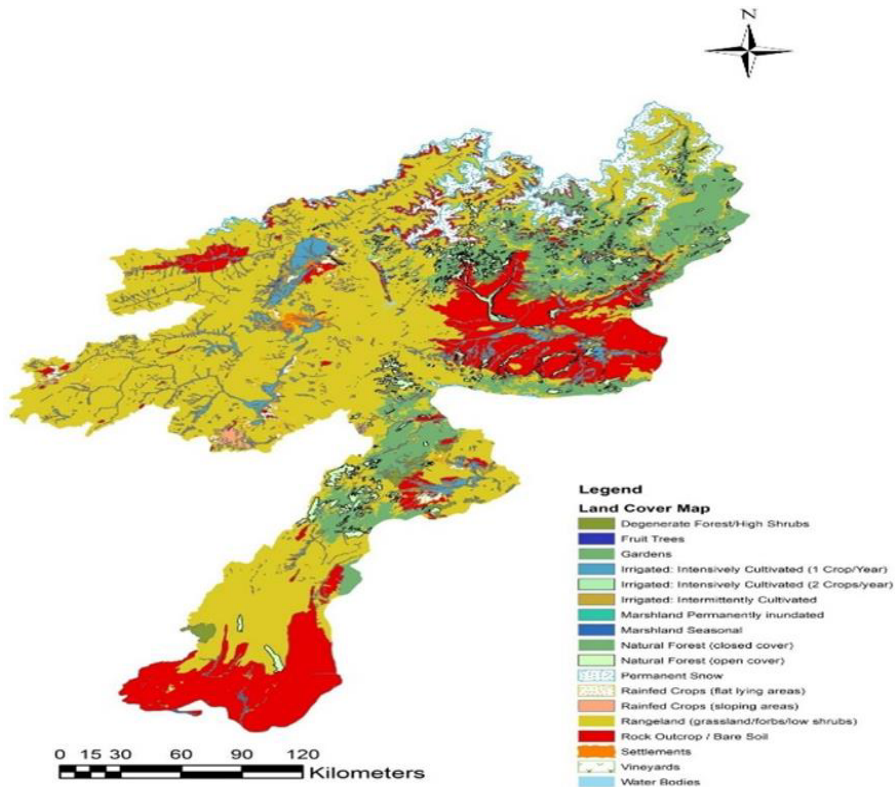 N
Legend
Land Cover Map
Degenerate Forest/High Shrubs
Fruit Trees
Gardens
Irrigated: Intensively Cultivated (1 Crop/Year)
Irrigated: Intensively Cultivated (2 Crops/year)
Irrigated: Intermittently Cultivated
Marshland Permanently inundated
Marshland Seasonal
Natural Forest (closed cover)
Natural Forest (open cover)
Permanent Snow
Rainfed Crops (flat lying areas)
Rainfed Crops (sloping areas)
Rangeland (grassland/forbs/low shrubs)
Rock Outcrop / Bare Soil
Settlements
Vineyards
Water Bodies
0 15 30 60 90 120
Kilometers